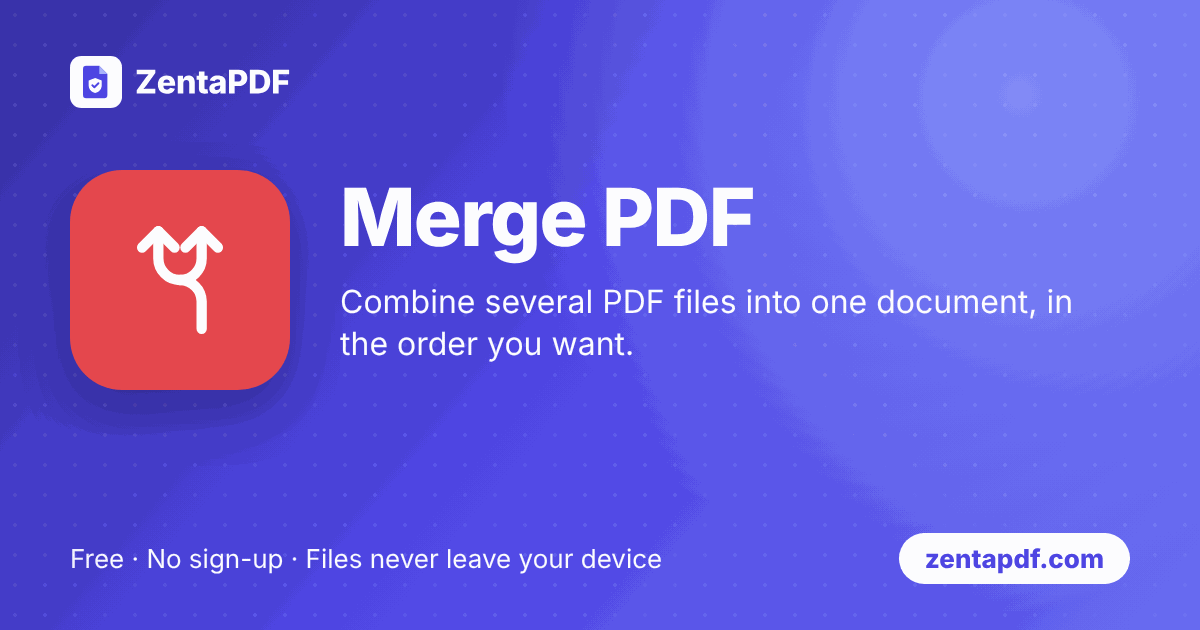 ZentaPDF
Merge PDF
Combine several PDF files into one document, in
the order you want.
Free · No sign-up · Files never leave your device
zentapdf.com